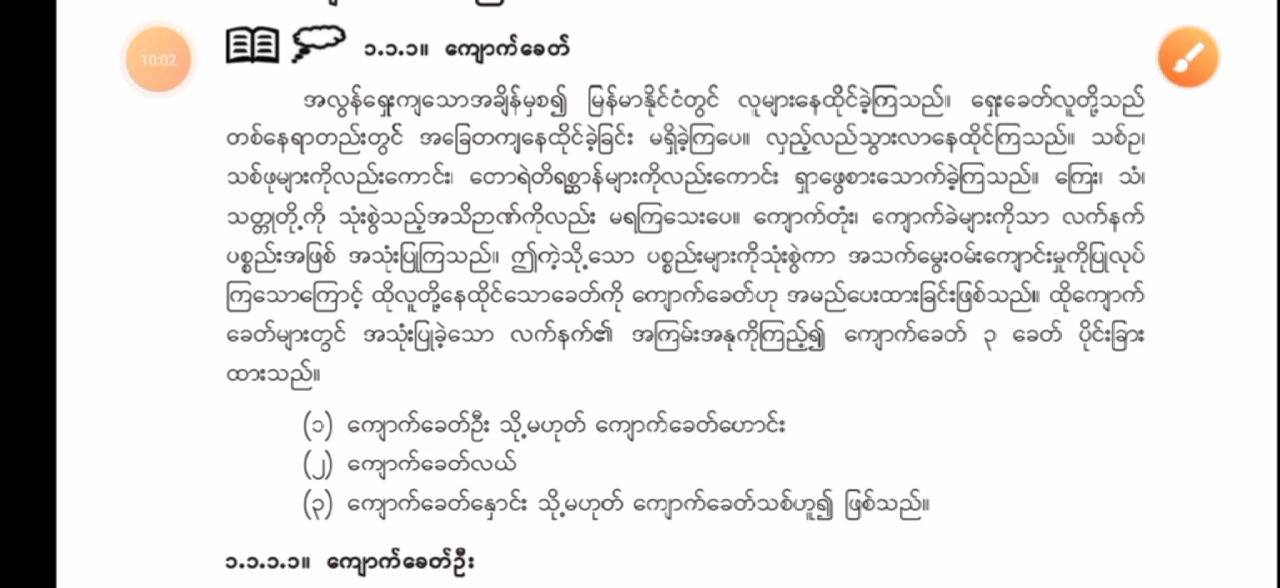 10:02
၁.၁.၁။ ကျောက်ခေတ်
အလွန်ရှေးကျသောအချိန်မှစ၍ မြန်မာနိုင်ငံတွင် လူများနေထိုင်ခဲ့ကြသည်။ ရှေးခေတ်လူတို့သည်
တစ်နေရာတည်းတွင် အခြေတကျနေထိုင်ခဲ့ခြင်း မရှိခဲ့ကြပေ။ လှည့်လည်သွားလာနေထိုင်ကြသည်။ သစ်ဥ၊
သစ်ဖုများကိုလည်းကောင်း၊ တောရဲတိရစ္ဆာန်များကိုလည်းကောင်း ရှာဖွေစားသောက်ခဲ့ကြသည်။ ကြေး၊ သံ၊
သတ္တုတို့ကို သုံးစွဲသည့်အသိဉာဏ်ကိုလည်း မရကြသေးပေ။ ကျောက်တုံး၊ ကျောက်ခဲများကိုသာ လက်နက်
ပစ္စည်းအဖြစ် အသုံးပြုကြသည်။ ဤကဲ့သို့သော ပစ္စည်းများကိုသုံးစွဲကာ အသက်မွေးဝမ်းကျောင်းမှုကိုပြုလုပ်
ကြသောကြောင့် ထိုလူတို့နေထိုင်သောခေတ်ကို ကျောက်ခေတ်ဟု အမည်ပေးထားခြင်းဖြစ်သည်။ ထိုကျောက်
ခေတ်များတွင် အသုံးပြုခဲ့သော လက်နက်၏ အကြမ်းအနုကိုကြည့်၍ ကျောက်ခေတ် ၃ ခေတ် ပိုင်းခြား
ထားသည်။
(၁) ကျောက်ခေတ်ဦး သို့မဟုတ် ကျောက်ခေတ်ဟောင်း
(၂) ကျောက်ခေတ်လယ်
(၃) ကျောက်ခေတ်နှောင်း သို့မဟုတ် ကျောက်ခေတ်သစ်ဟူ၍ ဖြစ်သည်။
၁.၁.၁.၁။ ကျောက်ခေတ်ဦး